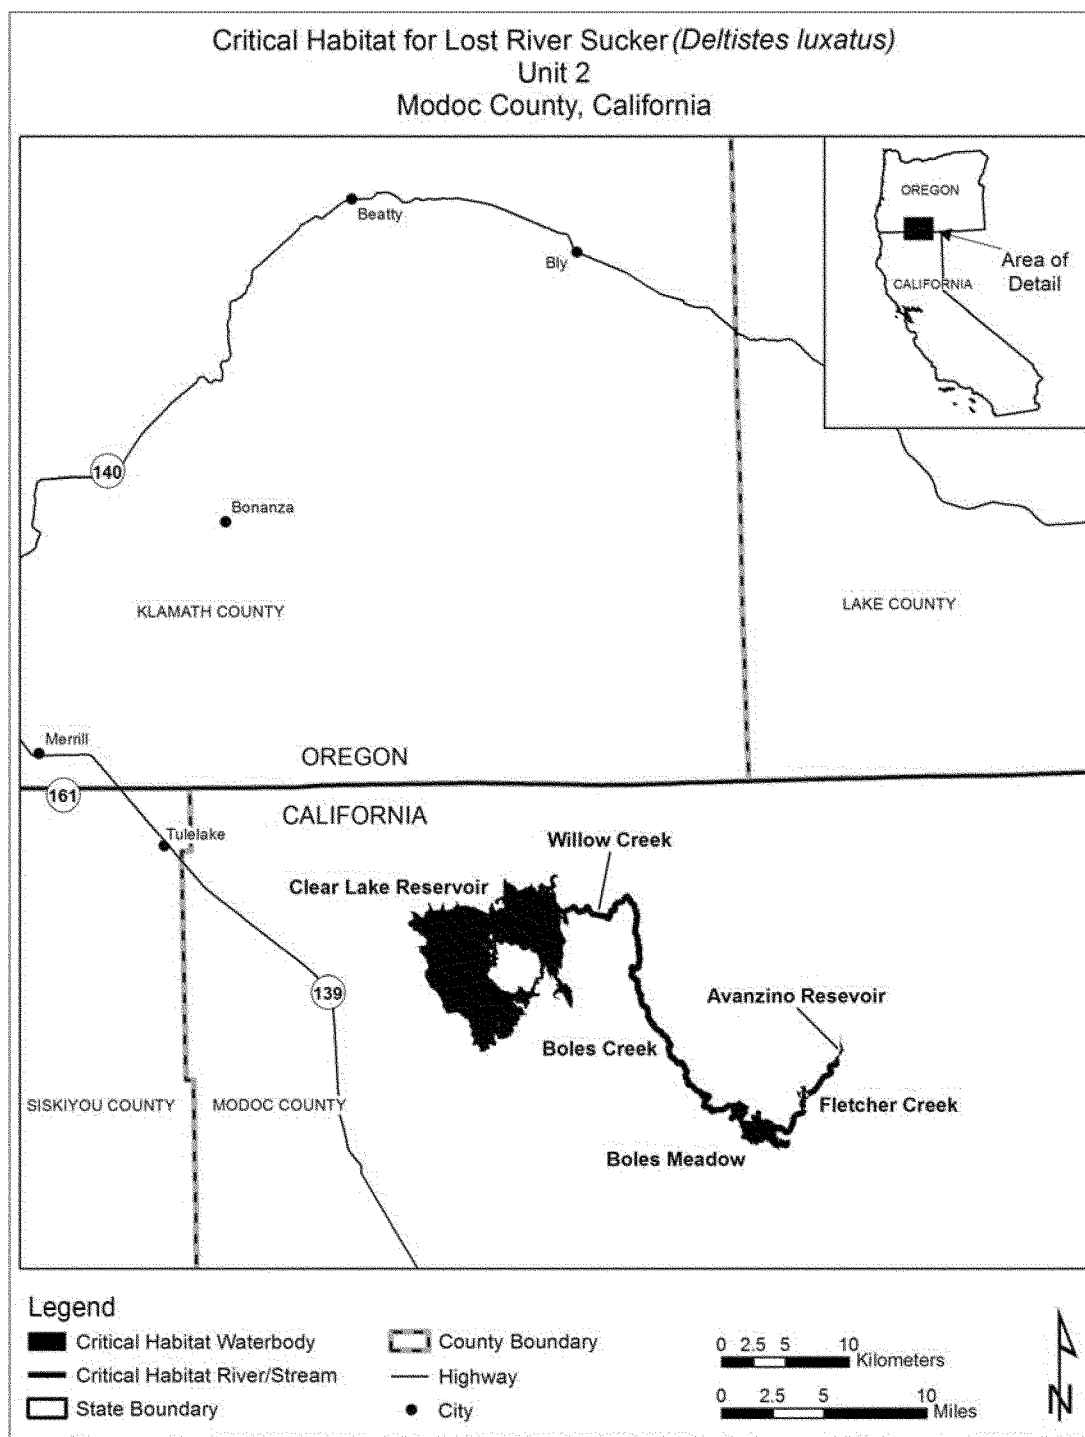 Critical Habitat for Lost River Sucker (Deltistes luxatus)
Unit 2
Modoc County, California
OREGON
Area of
Detail
CALIFORNIA
Beatty
Bly
140
Bonanza
KLAMATH COUNTY
LAKE COUNTY
Merrill
OREGON
161
CALIFORNIA
Tulelake
Willow Creek
Clear Lake Reservoir
139
Avanzino Resevoir
Boles Creek
SISKIYOU COUNTY
MODOC COUNTY
Fletcher Creek
Boles Meadow
Legend
Critical Habitat Waterbody
Critical Habitat River/Stream
State Boundary
County Boundary
Highway
City
0 2.5 5 10
Kilometers
0 2.5 5 10
Miles
N